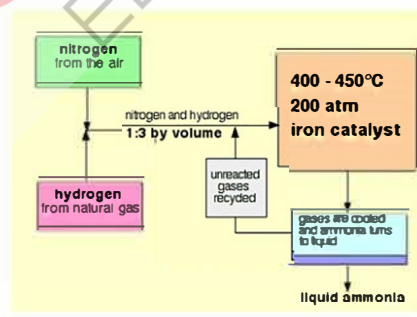 nitrogen
from the air
nitrogen and hydrogen
1:3 by volume
400 - 450°C
200 atm
iron catalyst
hydrogen
from natural gas
unreacted
gases
recycled
gases are cooled
and ammonia turns
to liquid
liquid ammonia